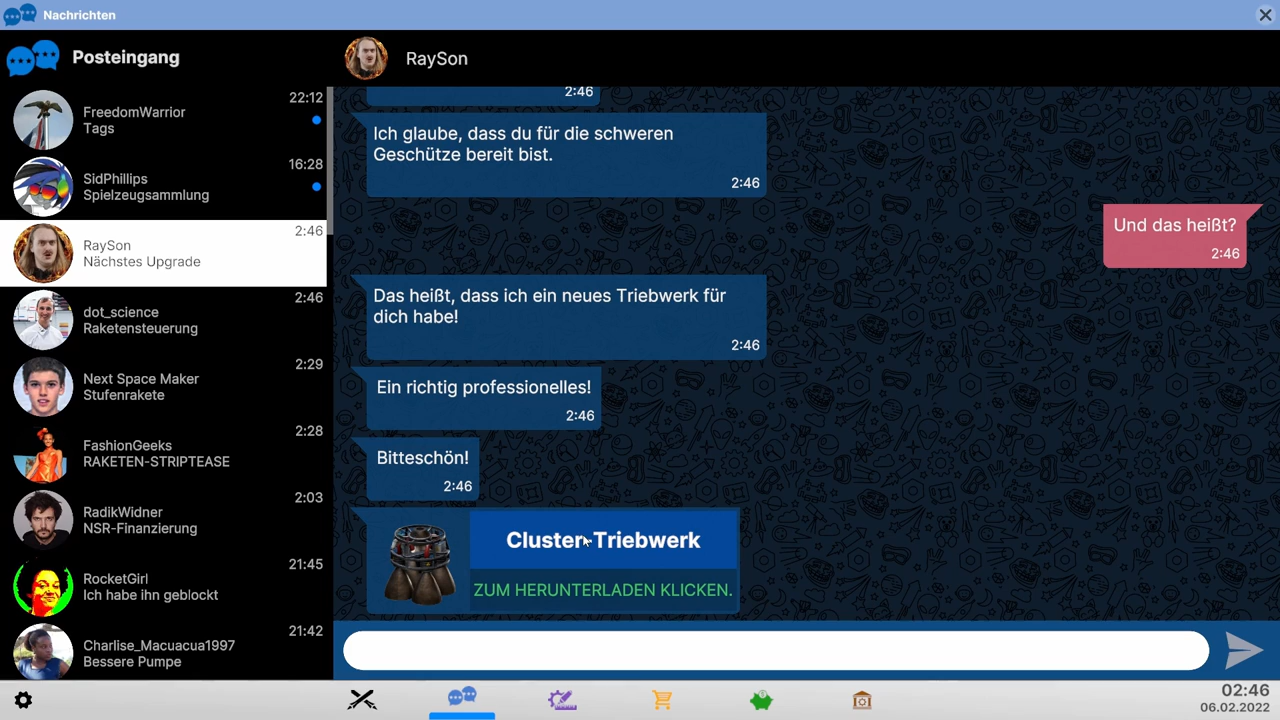 Nachrichten
Posteingang
FreedomWarrior
Tags
22:12
SidPhillips
Spielzeugsammlung
16:28
RaySon
Nächstes Upgrade
2:46
dot_science
Raketensteuerung
2:46
Next Space Maker
Stufenrakete
2:29
FashionGeeks
RAKETEN-STRIPTEASE
2:28
RadikWidner
NSR-Finanzierung
2:03
RocketGirl
Ich habe ihn geblockt
21:45
Charlise_Macuacua1997
Bessere Pumpe
21:42
RaySon
2:46
Ich glaube, dass du für die schweren
Geschütze bereit bist.
2:46
Und das heißt?
2:46
Das heißt, dass ich ein neues Triebwerk für
dich habe!
2:46
Ein richtig professionelles!
2:46
Bitteschön!
2:46
Cluster-Triebwerk
ZUM HERUNTERLADEN KLICKEN.
02:46
06.02.2022